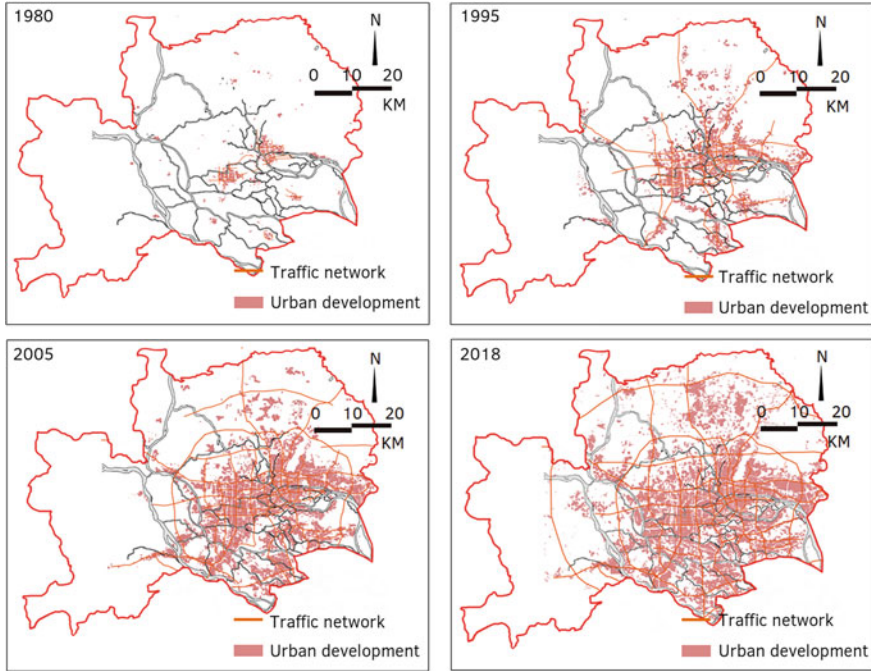 1980
N
0 10 20
KM
Traffic network
Urban development
1995
N
0 10 20
KM
Traffic network
Urban development
2005
N
0 10 20
KM
Traffic network
Urban development
2018
N
0 10 20
KM
Traffic network
Urban development